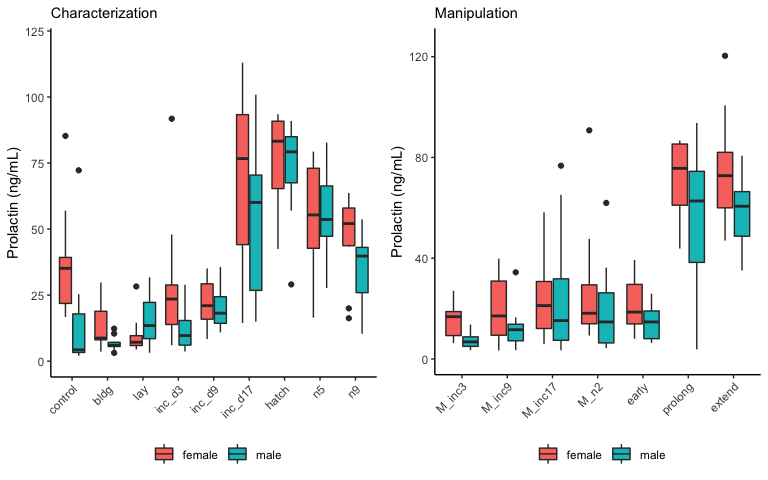 Characterization
Prolactin (ng/mL)
125
100
75
50
25
0
control
bldg
lay
inc_d3
inc_d9
inc_d17
hatch
n5
n9
female
male
Manipulation
Prolactin (ng/mL)
120
80
40
0
M_inc3
M_inc9
M_inc17
M_n2
early
prolong
extend
female
male